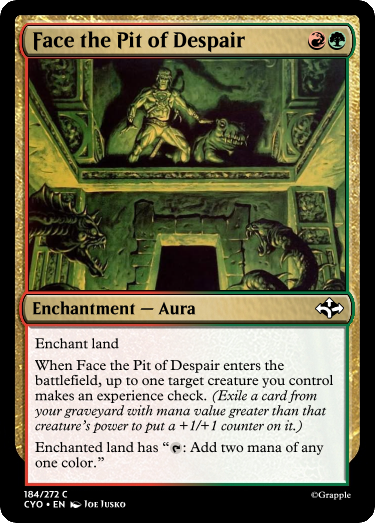 Face the Pit of Despair
Enchantment — Aura
Enchant land
When Face the Pit of Despair enters the
battlefield, up to one target creature you control
makes an experience check. (Exile a card from
your graveyard with mana value greater than that
creature's power to put a +1/+1 counter on it.)
Enchanted land has “: Add two mana of any
one color.”
184/272 C
CYO • EN Joe Jusko
©Grapple